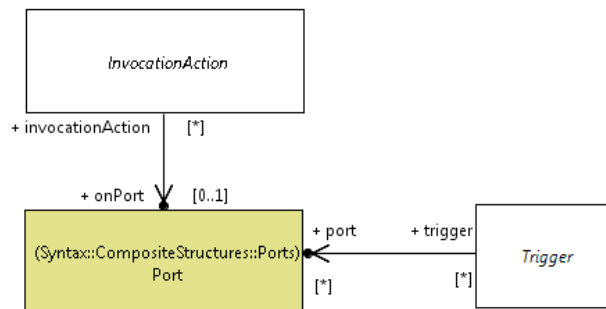 InvocationAction
+ invocationAction [*]
+ onPort [0..1]
(Syntax::CompositeStructures::Ports)
Port
+ port + trigger
[*] [*]
Trigger